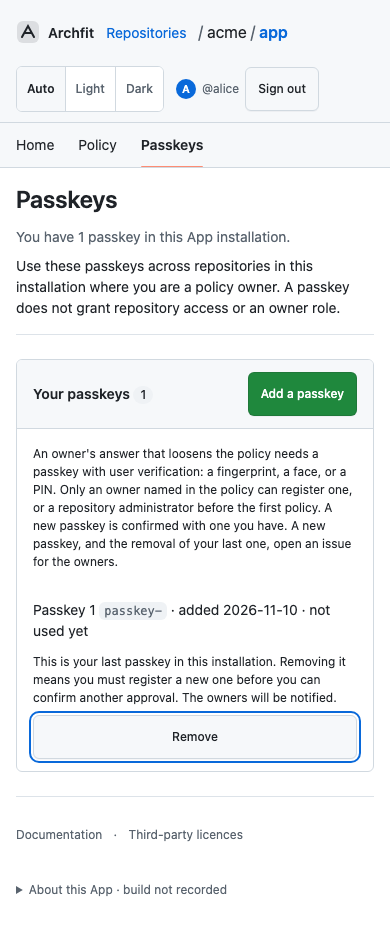 Archfit Repositories / acme / app
Auto Light Dark A @alice Sign out
Home Policy Passkeys
Passkeys
You have 1 passkey in this App installation.
Use these passkeys across repositories in this
installation where you are a policy owner. A passkey
does not grant repository access or an owner role.
Your passkeys 1 Add a passkey
An owner's answer that loosens the policy needs a
passkey with user verification: a fingerprint, a face, or a
PIN. Only an owner named in the policy can register one,
or a repository administrator before the first policy. A
new passkey is confirmed with one you have. A new
passkey, and the removal of your last one, open an issue
for the owners.
Passkey 1 passkey- · added 2026-11-10 · not
used yet
This is your last passkey in this installation. Removing it
means you must register a new one before you can
confirm another approval. The owners will be notified.
Remove
Documentation · Third-party licences
About this App · build not recorded